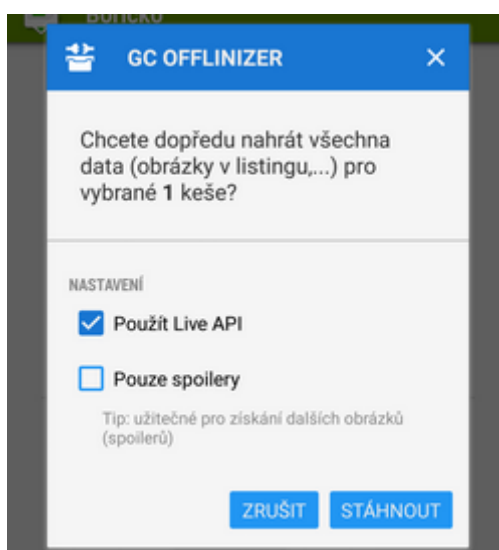 Bořicko
GC OFFLINIZER
Chcete dopředu nahrát všechna
data (obrázky v listingu,...) pro
vybrané 1 keše?
NASTAVENÍ
Použít Live API
Pouze spoilery
Tip: užitečné pro získání dalších obrázků
(spoilerů)
ZRUŠIT STÁHNOUT